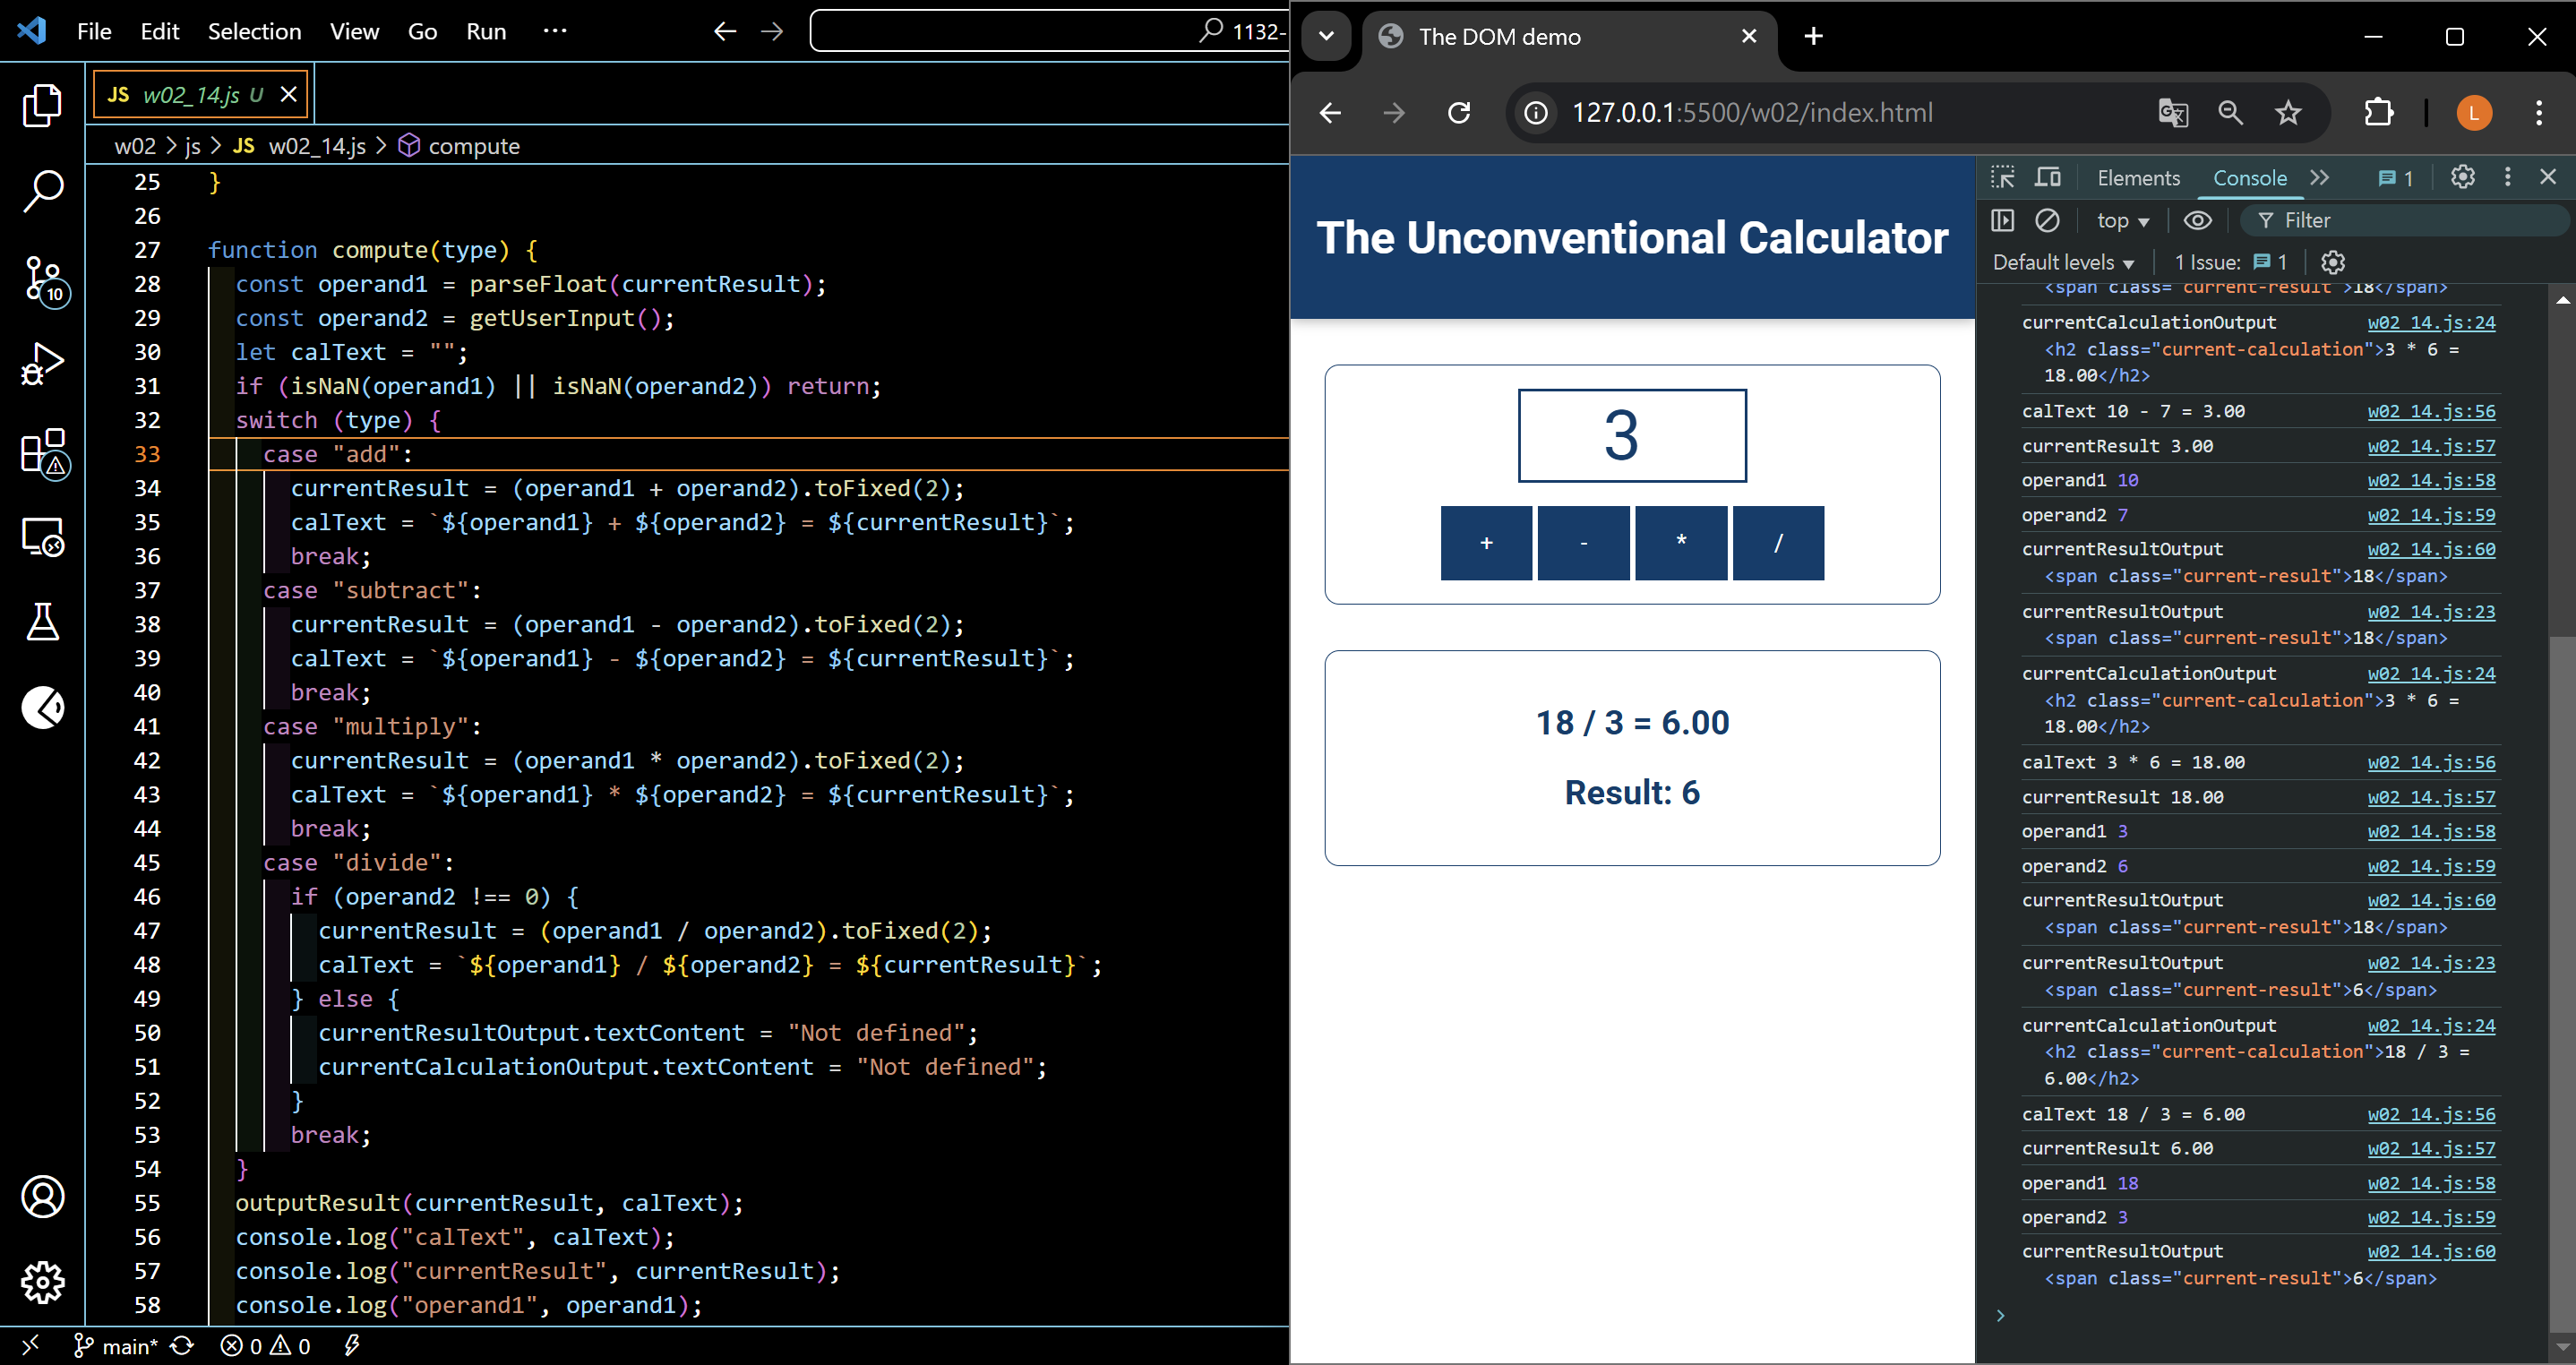 File Edit Selection View Go Run ··· 1132-
JS w02_14.js U
w02 > js > JS w02_14.js > compute
25 }
26
27 function compute(type) {
28 const operand1 = parseFloat(currentResult);
29 const operand2 = getUserInput();
30 let calText = "";
31 if (isNaN(operand1) || isNaN(operand2)) return;
32 switch (type) {
33 case "add":
34 currentResult = (operand1 + operand2).toFixed(2);
35 calText = `${operand1} + ${operand2} = ${currentResult}`;
36 break;
37 case "subtract":
38 currentResult = (operand1 - operand2).toFixed(2);
39 calText = `${operand1} - ${operand2} = ${currentResult}`;
40 break;
41 case "multiply":
42 currentResult = (operand1 * operand2).toFixed(2);
43 calText = `${operand1} * ${operand2} = ${currentResult}`;
44 break;
45 case "divide":
46 if (operand2 !== 0) {
47 currentResult = (operand1 / operand2).toFixed(2);
48 calText = `${operand1} / ${operand2} = ${currentResult}`;
49 } else {
50 currentResultOutput.textContent = "Not defined";
51 currentCalculationOutput.textContent = "Not defined";
52 }
53 break;
54 }
55 outputResult(currentResult, calText);
56 console.log("calText", calText);
57 console.log("currentResult", currentResult);
58 console.log("operand1", operand1);
10
main* 0 0
The DOM demo
127.0.0.1:5500/w02/index.html
L
The Unconventional Calculator
3
+ - * /
18 / 3 = 6.00
Result: 6
Elements Console 1
top Filter
Default levels 1 Issue: 1
<span class="current-result">18</span>
currentCalculationOutput w02_14.js:24
<h2 class="current-calculation">3 * 6 =
18.00</h2>
calText 10 - 7 = 3.00 w02_14.js:56
currentResult 3.00 w02_14.js:57
operand1 10 w02_14.js:58
operand2 7 w02_14.js:59
currentResultOutput w02_14.js:60
<span class="current-result">18</span>
currentResultOutput w02_14.js:23
<span class="current-result">18</span>
currentCalculationOutput w02_14.js:24
<h2 class="current-calculation">3 * 6 =
18.00</h2>
calText 3 * 6 = 18.00 w02_14.js:56
currentResult 18.00 w02_14.js:57
operand1 3 w02_14.js:58
operand2 6 w02_14.js:59
currentResultOutput w02_14.js:60
<span class="current-result">18</span>
currentResultOutput w02_14.js:23
<span class="current-result">6</span>
currentCalculationOutput w02_14.js:24
<h2 class="current-calculation">18 / 3 =
6.00</h2>
calText 18 / 3 = 6.00 w02_14.js:56
currentResult 6.00 w02_14.js:57
operand1 18 w02_14.js:58
operand2 3 w02_14.js:59
currentResultOutput w02_14.js:60
<span class="current-result">6</span>